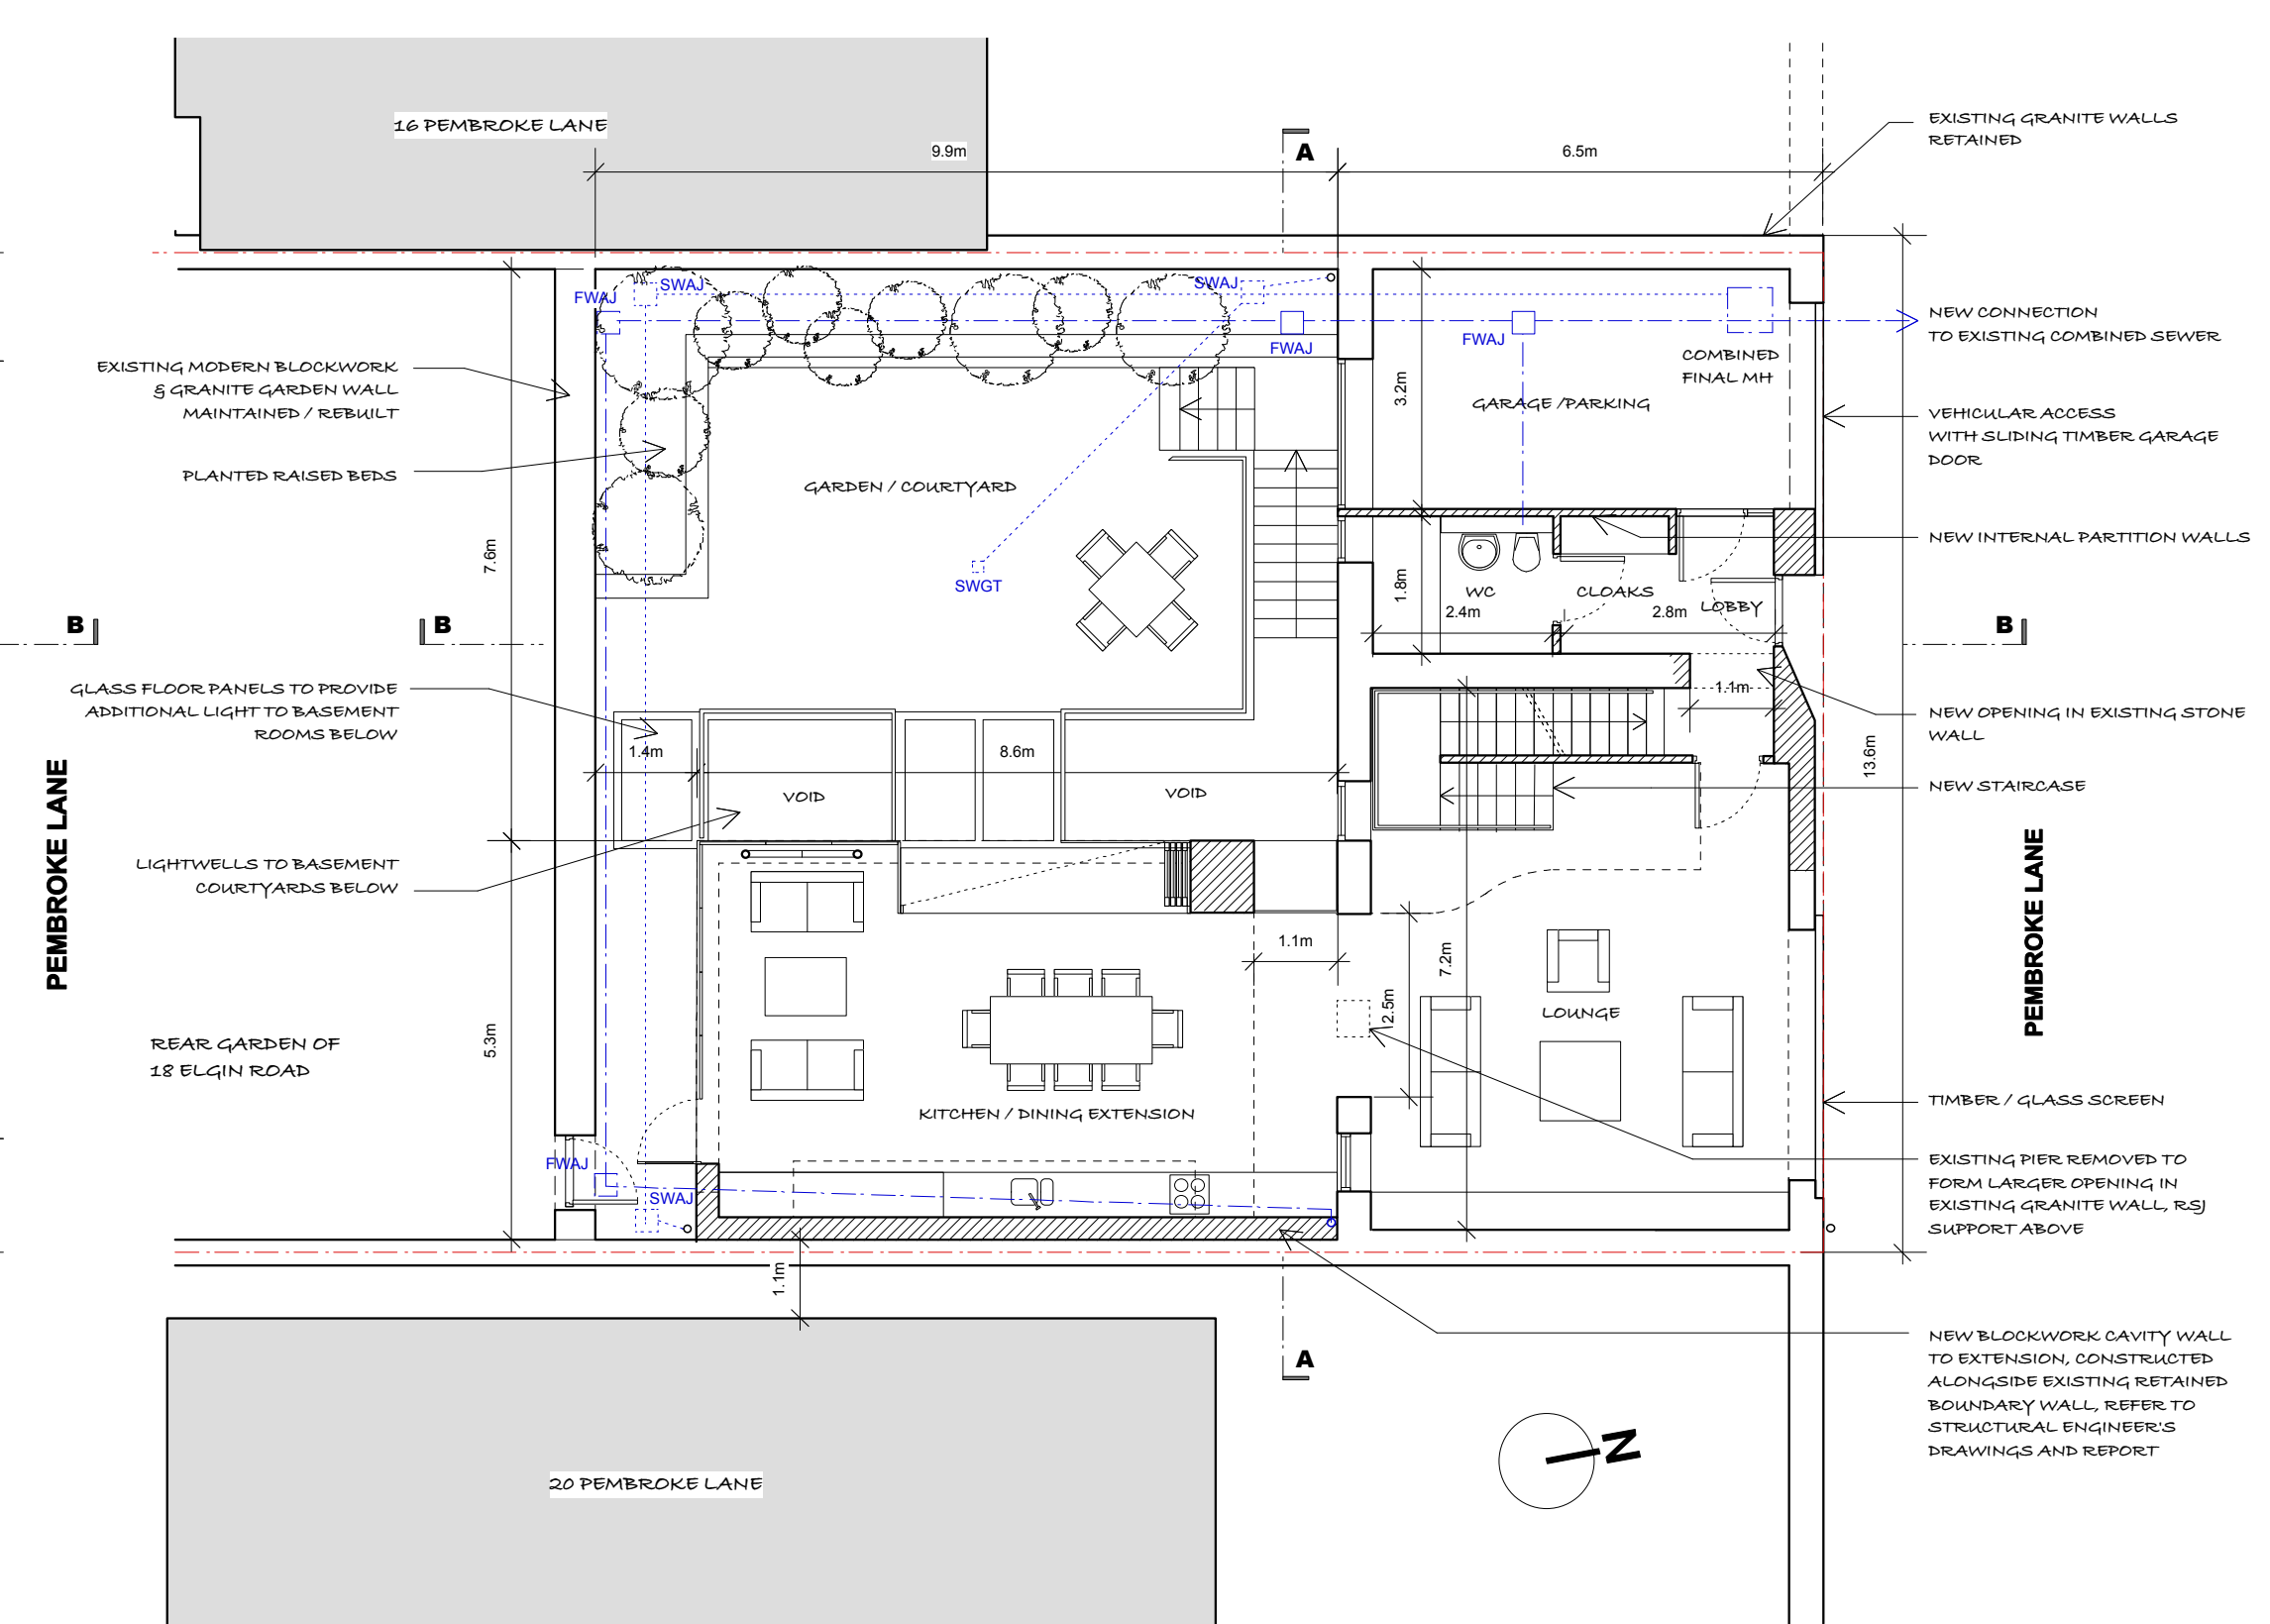 16 PEMBROKE LANE
9.9m
A
6.5m
EXISTING GRANITE WALLS
RETAINED
FWAJ
SWAJ
SWAJ
FWAJ
FWAJ
COMBINED
FINAL MH
NEW CONNECTION
TO EXISTING COMBINED SEWER
EXISTING MODERN BLOCKWORK
& GRANITE GARDEN WALL
MAINTAINED / REBUILT
3.2m
GARAGE /PARKING
VEHICULAR ACCESS
WITH SLIDING TIMBER GARAGE
DOOR
PLANTED RAISED BEDS
GARDEN / COURTYARD
7.6m
SWGT
NEW INTERNAL PARTITION WALLS
1.8m
WC
CLOAKS
LOBBY
2.4m
2.8m
B
B
B
GLASS FLOOR PANELS TO PROVIDE
ADDITIONAL LIGHT TO BASEMENT
ROOMS BELOW
1.1m
NEW OPENING IN EXISTING STONE
WALL
1.4m
8.6m
13.6m
VOID
VOID
NEW STAIRCASE
PEMBROKE LANE
LIGHTWELLS TO BASEMENT
COURTYARDS BELOW
PEMBROKE LANE
1.1m
7.2m
2.5m
LOUNGE
REAR GARDEN OF
18 ELGIN ROAD
5.3m
KITCHEN / DINING EXTENSION
TIMBER / GLASS SCREEN
FWAJ
SWAJ
EXISTING PIER REMOVED TO
FORM LARGER OPENING IN
EXISTING GRANITE WALL, RSJ
SUPPORT ABOVE
1.1m
A
NEW BLOCKWORK CAVITY WALL
TO EXTENSION, CONSTRUCTED
ALONGSIDE EXISTING RETAINED
BOUNDARY WALL, REFER TO
STRUCTURAL ENGINEER'S
DRAWINGS AND REPORT
N
20 PEMBROKE LANE